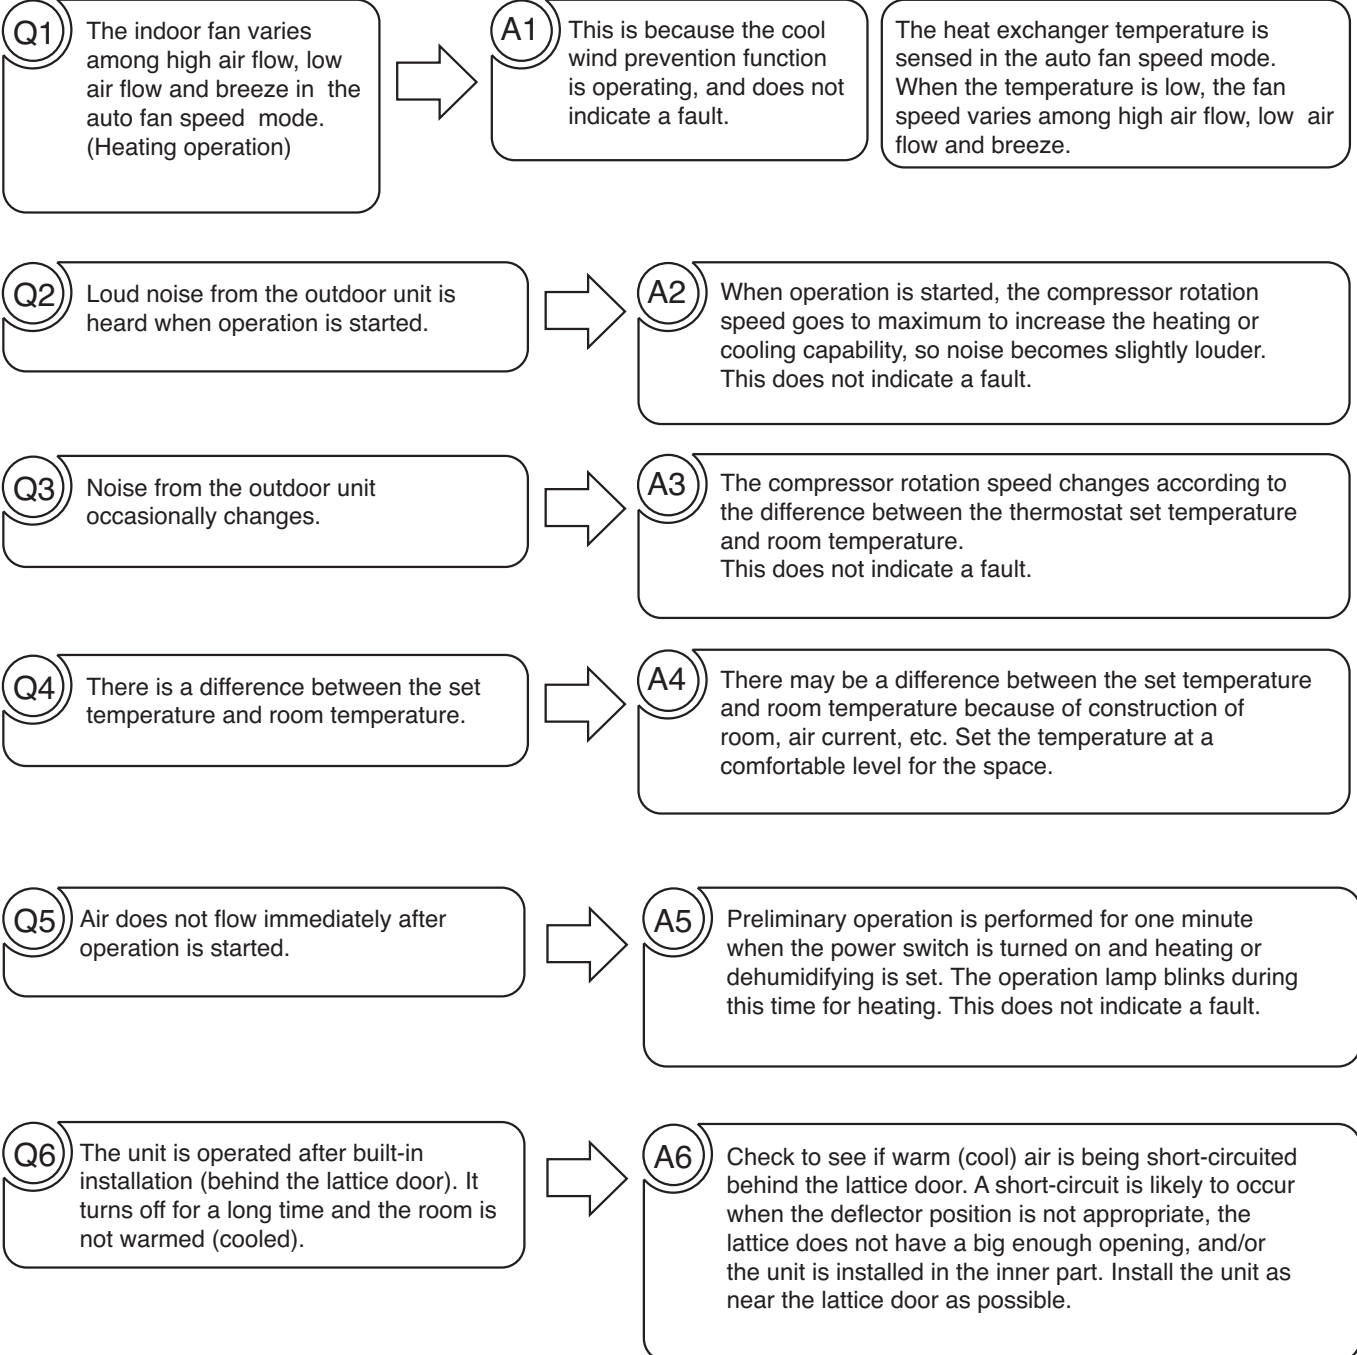 Q1
The indoor fan varies
among high air flow, low
air flow and breeze in the
auto fan speed mode.
(Heating operation)
A1
This is because the cool
wind prevention function
is operating, and does not
indicate a fault.
The heat exchanger temperature is
sensed in the auto fan speed mode.
When the temperature is low, the fan
speed varies among high air flow, low air
flow and breeze.
Q2
Loud noise from the outdoor unit is
heard when operation is started.
A2
When operation is started, the compressor rotation
speed goes to maximum to increase the heating or
cooling capability, so noise becomes slightly louder.
This does not indicate a fault.
Q3
Noise from the outdoor unit
occasionally changes.
A3
The compressor rotation speed changes according to
the difference between the thermostat set temperature
and room temperature.
This does not indicate a fault.
Q4
There is a difference between the set
temperature and room temperature.
A4
There may be a difference between the set temperature
and room temperature because of construction of
room, air current, etc. Set the temperature at a
comfortable level for the space.
Q5
Air does not flow immediately after
operation is started.
A5
Preliminary operation is performed for one minute
when the power switch is turned on and heating or
dehumidifying is set. The operation lamp blinks during
this time for heating. This does not indicate a fault.
Q6
The unit is operated after built-in
installation (behind the lattice door). It
turns off for a long time and the room is
not warmed (cooled).
A6
Check to see if warm (cool) air is being short-circuited
behind the lattice door. A short-circuit is likely to occur
when the deflector position is not appropriate, the
lattice does not have a big enough opening, and/or
the unit is installed in the inner part. Install the unit as
near the lattice door as possible.